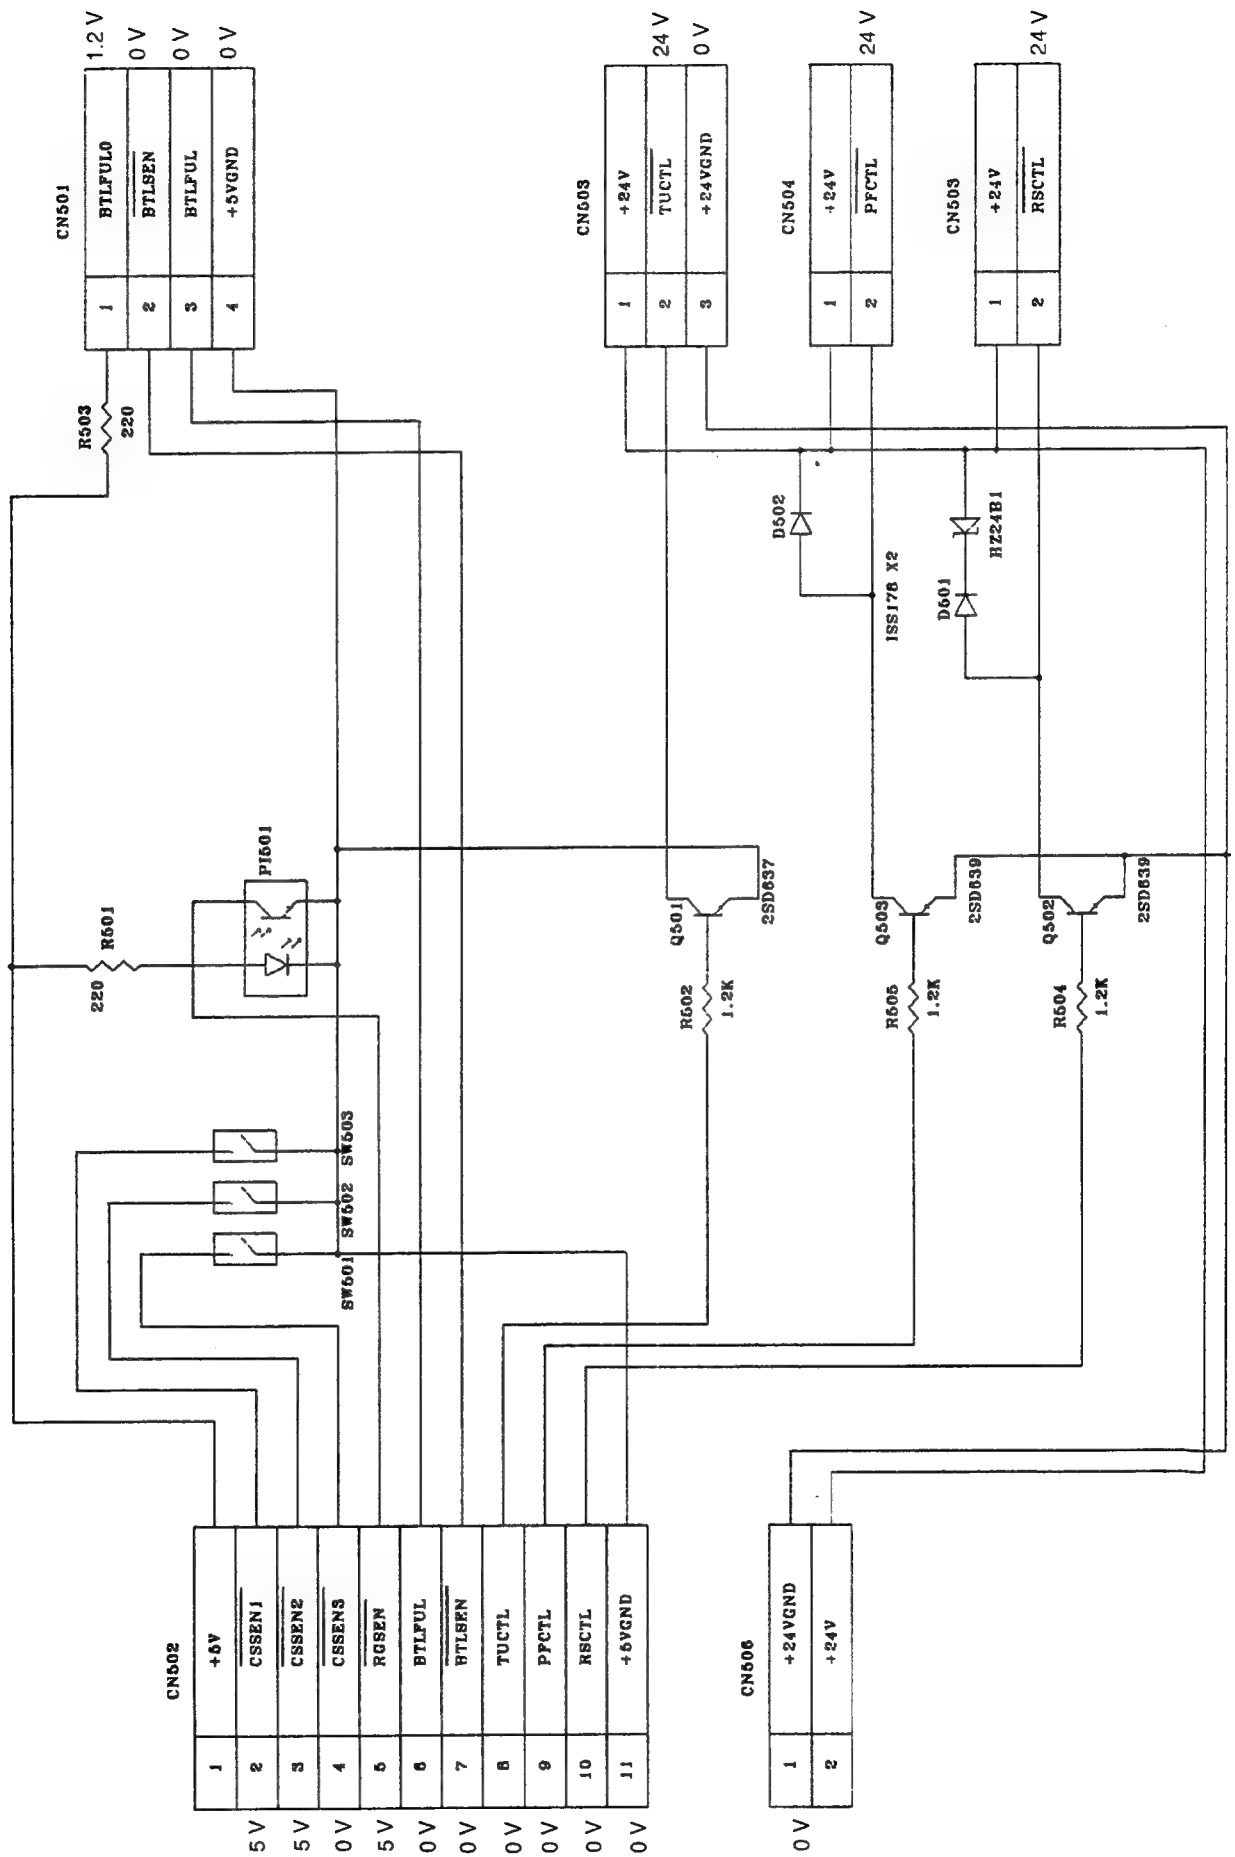 CN501
1 BTLFUL0 1.2 V
2 BTLSEN 0 V
3 BTLFUL 0 V
4 +5VGND 0 V
R503
220
CN503
1 +24V
2 TUCTL 24 V
3 +24VGND 0 V
CN504
1 +24V
2 PFCTL 24 V
CN503
1 +24V
2 RSCTL 24 V
D502
1SS178 X2
D501
HZ24B1
PI501
R501
220
Q501
2SD637
R502
1.2K
Q503
2SD639
R505
1.2K
Q502
2SD639
R504
1.2K
SW503
SW502
SW501
CN502
1 +5V
5 V 2 CSSEN1
5 V 3 CSSEN2
0 V 4 CSSEN3
5 V 5 RGSEN
0 V 6 BTLFUL
0 V 7 BTLSEN
0 V 8 TUCTL
0 V 9 PFCTL
0 V 10 RSCTL
0 V 11 +5VGND
CN506
0 V 1 +24VGND
2 +24V